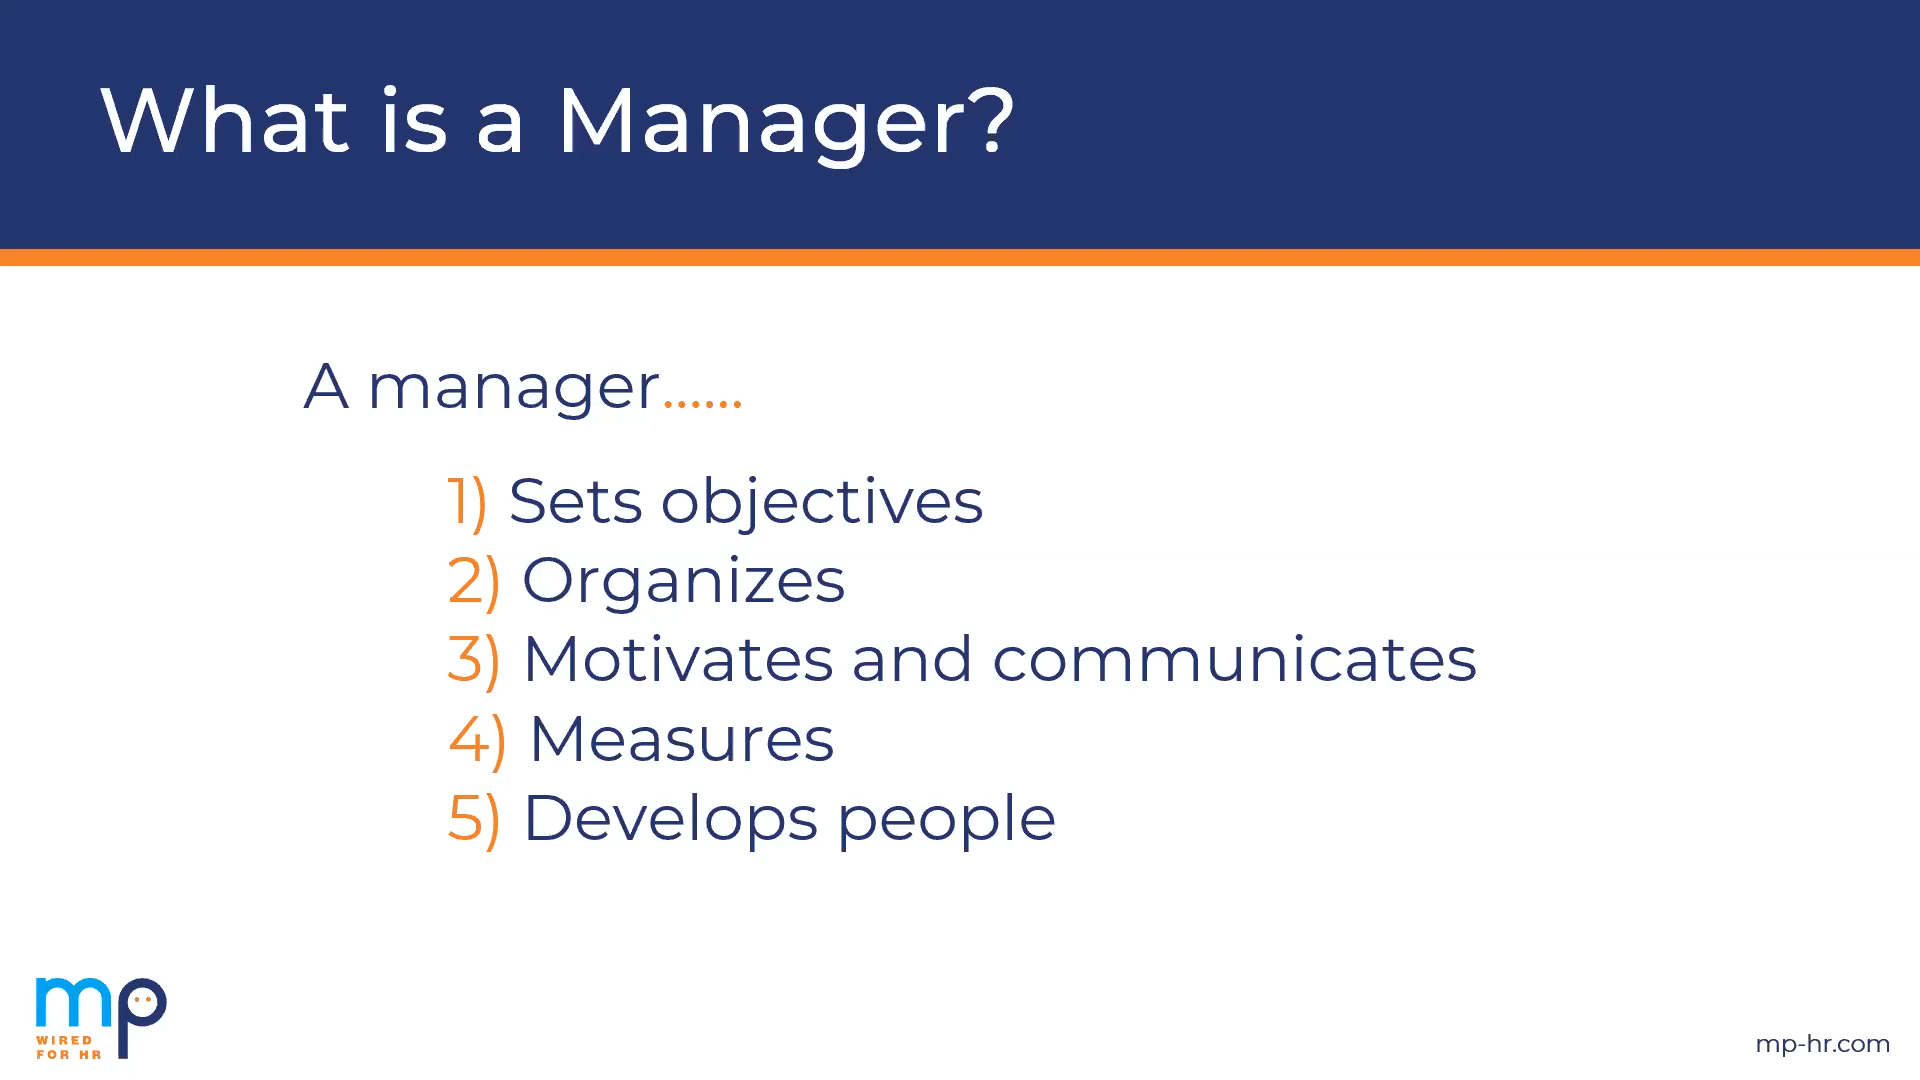 What is a Manager?
A manager......
1) Sets objectives
2) Organizes
3) Motivates and communicates
4) Measures
5) Develops people
mp
WIRED
FOR HR
mp-hr.com